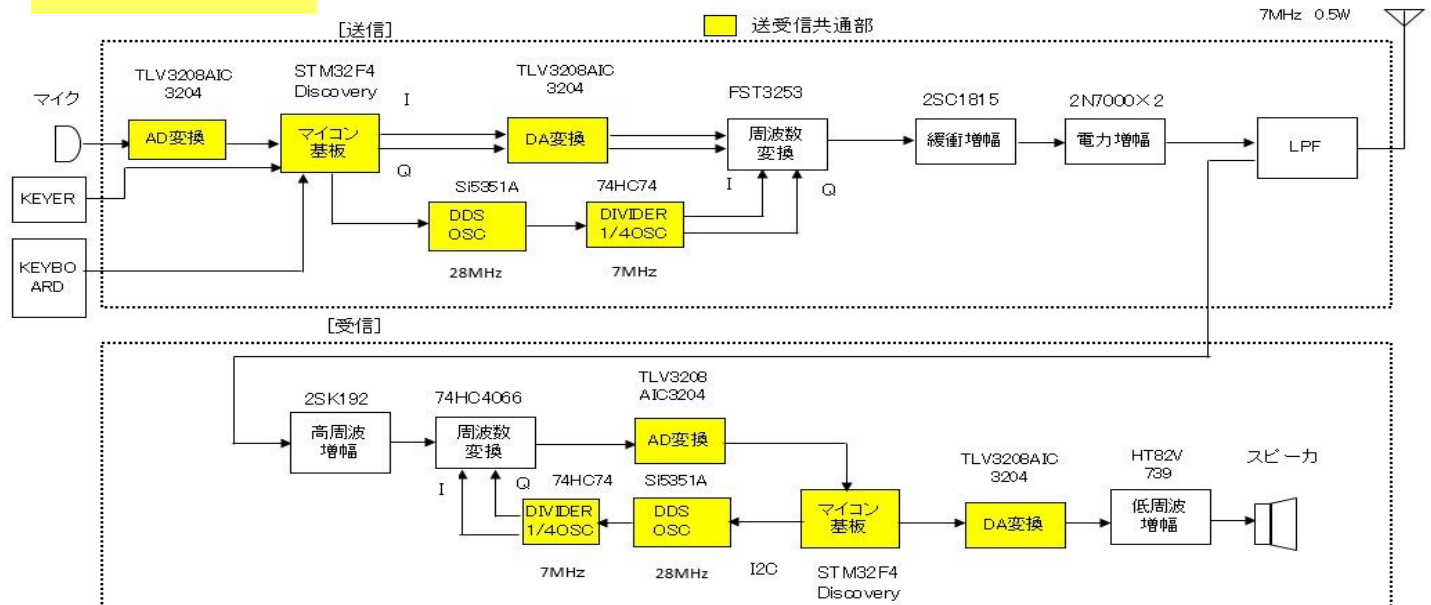 7MHz 0.5W
[送信]
送受信共通部
マイク
TLV3208AIC
3204
AD変換
STM32F4
Discovery
マイコン
基板
I
Q
TLV3208AIC
3204
DA変換
FST3253
周波数
変換
I
Q
2SC1815
緩衝増幅
2N7000×2
電力増幅
LPF
KEYER
KEYBO
ARD
Si5351A
DDS
OSC
28MHz
74HC74
DIVIDER
1/4OSC
7MHz
[受信]
2SK192
高周波
増幅
74HC4066
周波数
変換
I
Q
TLV3208
AIC3204
AD変換
74HC74
DIVIDER
1/4OSC
7MHz
Si5351A
DDS
OSC
28MHz
I2C
マイコン
基板
STM32F4
Discovery
TLV3208AIC
3204
DA変換
HT82V
739
低周波
増幅
スピーカ